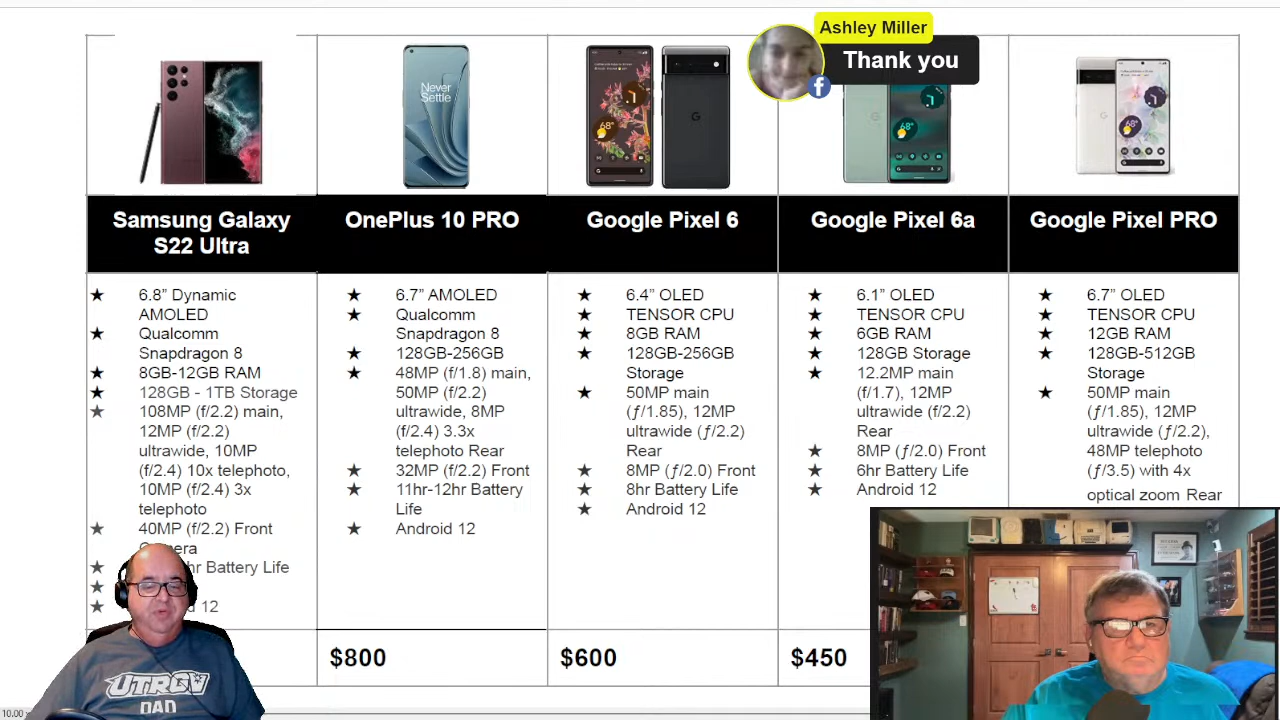 Ashley Miller
Thank you
Never
Settle
Samsung Galaxy
S22 Ultra
OnePlus 10 PRO
Google Pixel 6
Google Pixel 6a
Google Pixel PRO
★ 6.8” Dynamic
AMOLED
★ Qualcomm
Snapdragon 8
★ 8GB-12GB RAM
★ 128GB - 1TB Storage
★ 108MP (f/2.2) main,
12MP (f/2.2)
ultrawide, 10MP
(f/2.4) 10x telephoto,
10MP (f/2.4) 3x
telephoto
★ 40MP (f/2.2) Front
★ Battery Life
★
★ 12
★ 6.7” AMOLED
★ Qualcomm
Snapdragon 8
★ 128GB-256GB
★ 48MP (f/1.8) main,
50MP (f/2.2)
ultrawide, 8MP
(f/2.4) 3.3x
telephoto Rear
★ 32MP (f/2.2) Front
★ 11hr-12hr Battery
Life
★ Android 12
★ 6.4” OLED
★ TENSOR CPU
★ 8GB RAM
★ 128GB-256GB
Storage
★ 50MP main
(ƒ/1.85), 12MP
ultrawide (ƒ/2.2)
Rear
★ 8MP (ƒ/2.0) Front
★ 8hr Battery Life
★ Android 12
★ 6.1” OLED
★ TENSOR CPU
★ 6GB RAM
★ 128GB Storage
★ 12.2MP main
(f/1.7), 12MP
ultrawide (f/2.2)
Rear
★ 8MP (ƒ/2.0) Front
★ 6hr Battery Life
★ Android 12
★ 6.7” OLED
★ TENSOR CPU
★ 12GB RAM
★ 128GB-512GB
Storage
★ 50MP main
(ƒ/1.85), 12MP
ultrawide (ƒ/2.2),
48MP telephoto
(ƒ/3.5) with 4x
optical zoom Rear
$800
$600
$450
UTRGV
DAD
10.00